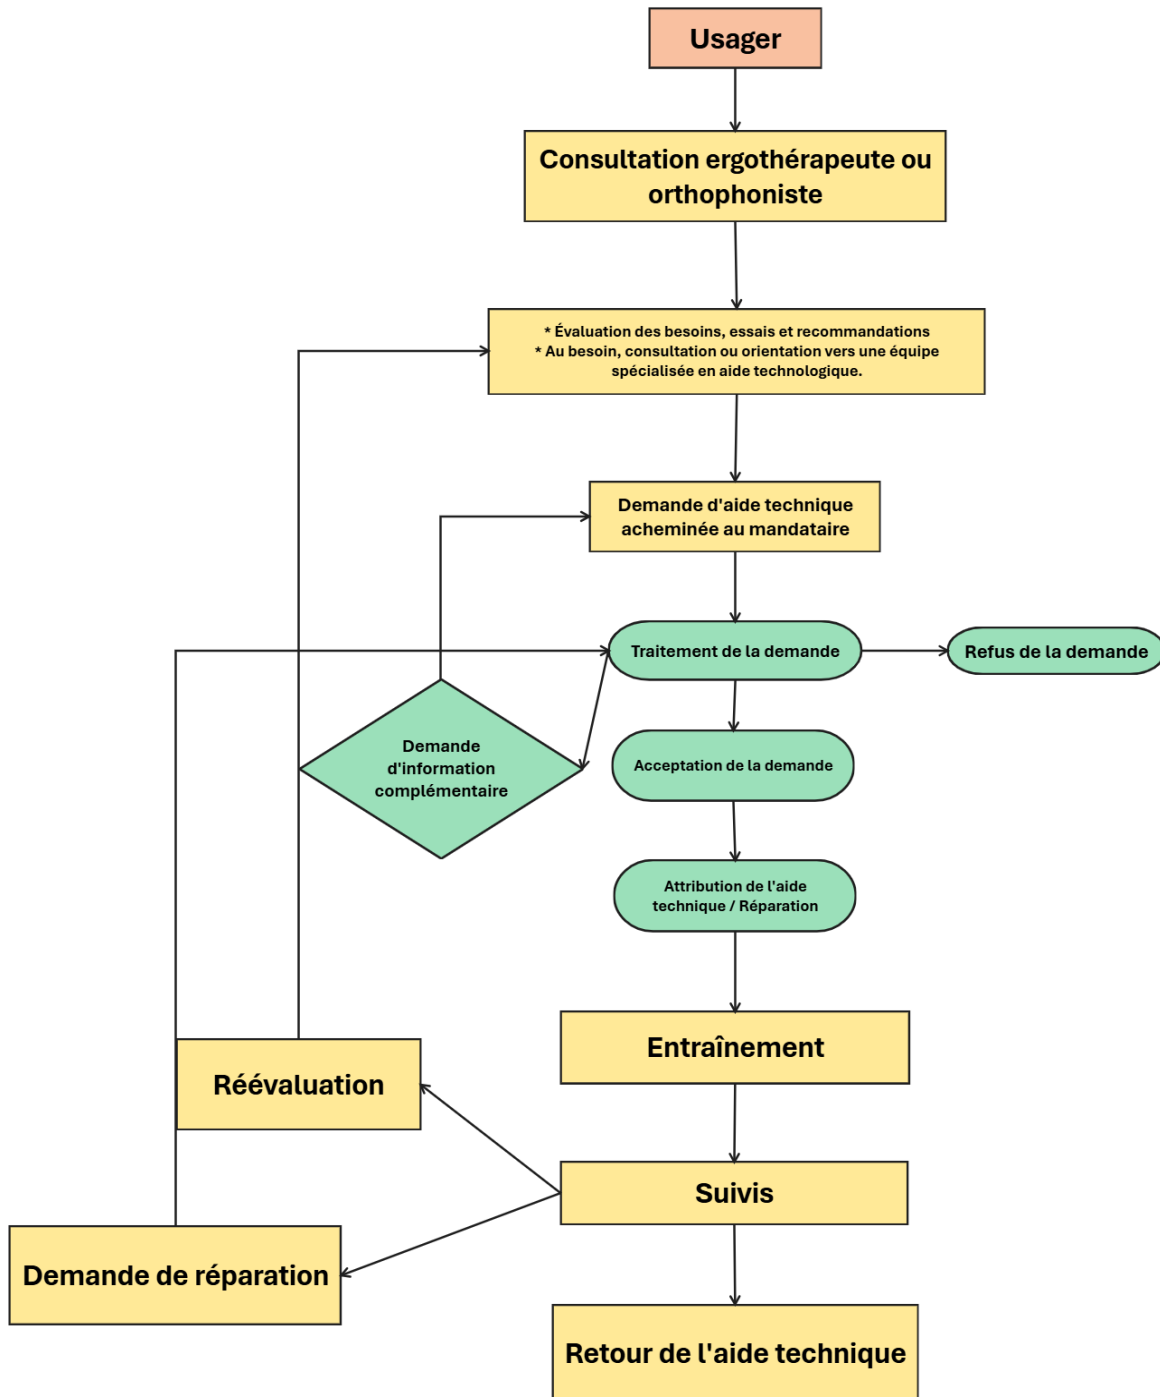 Usager
Consultation ergothérapeute ou
orthophoniste
* Évaluation des besoins, essais et recommandations
* Au besoin, consultation ou orientation vers une équipe
spécialisée en aide technologique.
Demande d'aide technique
acheminée au mandataire
Traitement de la demande
Refus de la demande
Demande
d'information
complémentaire
Acceptation de la demande
Attribution de l'aide
technique / Réparation
Entraînement
Réévaluation
Suivis
Demande de réparation
Retour de l'aide technique